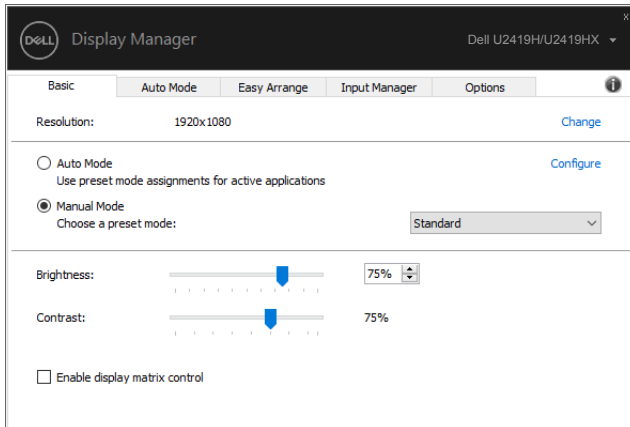 DELL Display Manager Dell U2419H/U2419HX
Basic Auto Mode Easy Arrange Input Manager Options
Resolution: 1920x1080 Change
Auto Mode Configure
Use preset mode assignments for active applications
Manual Mode
Choose a preset mode: Standard
Brightness: 75%
Contrast: 75%
Enable display matrix control